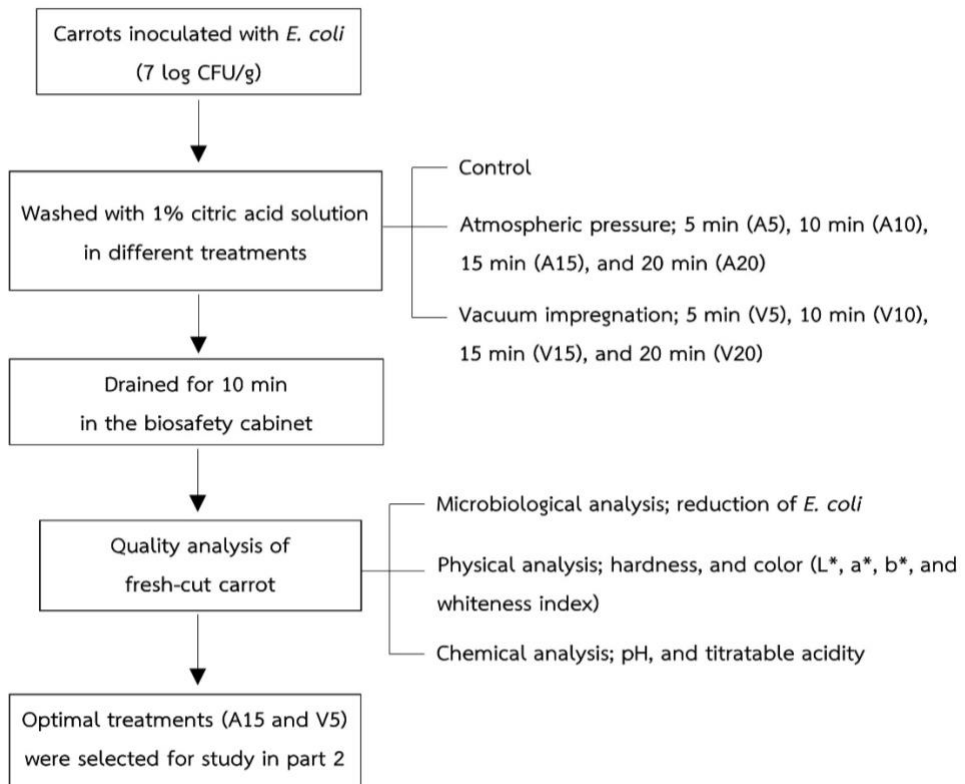 Carrots inoculated with E. coli
(7 log CFU/g)
Washed with 1% citric acid solution
in different treatments
Control
Atmospheric pressure; 5 min (A5), 10 min (A10),
15 min (A15), and 20 min (A20)
Vacuum impregnation; 5 min (V5), 10 min (V10),
15 min (V15), and 20 min (V20)
Drained for 10 min
in the biosafety cabinet
Quality analysis of
fresh-cut carrot
Microbiological analysis; reduction of E. coli
Physical analysis; hardness, and color (L*, a*, b*, and
whiteness index)
Chemical analysis; pH, and titratable acidity
Optimal treatments (A15 and V5)
were selected for study in part 2